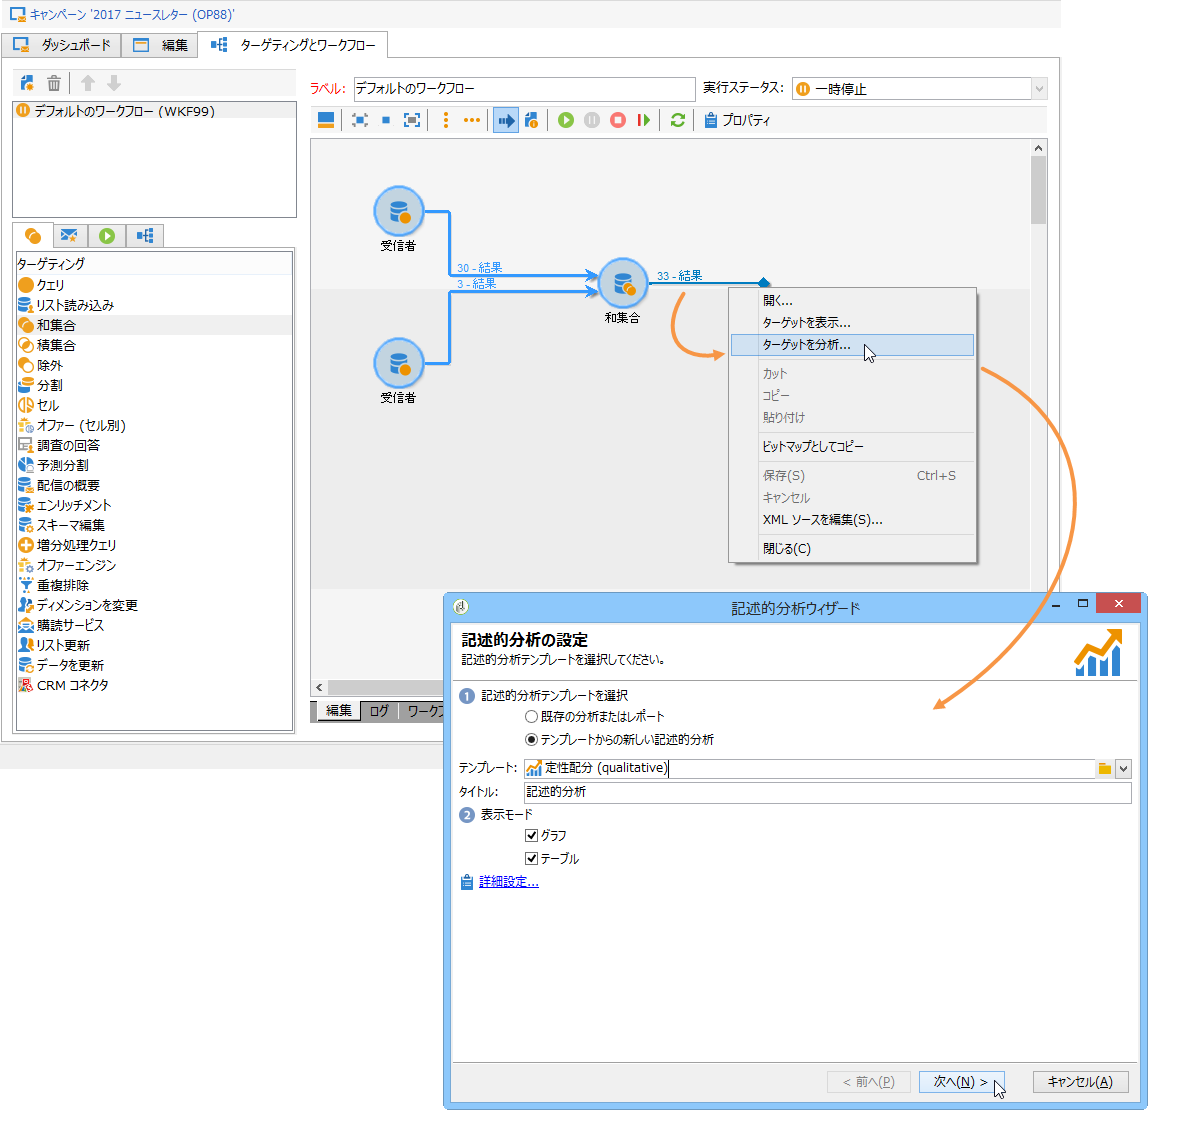 キャンペーン '2017 ニュースレター (OP88)'
ダッシュボード
編集
ターゲティングとワークフロー
デフォルトのワークフロー (WKF99)
ラベル:
デフォルトのワークフロー
実行ステータス:
一時停止
プロパティ
ターゲティング
クエリ
リスト読み込み
和集合
積集合
除外
分割
セル
オファー (セル別)
調査の回答
予測分割
配信の概要
エンリッチメント
スキーマ編集
増分処理クエリ
オファーエンジン
重複排除
ディメンションを変更
購読サービス
リスト更新
データを更新
CRM コネクタ
受信者
30 - 結果
3 - 結果
受信者
和集合
33 - 結果
開く...
ターゲットを表示...
ターゲットを分析...
カット
コピー
貼り付け
ビットマップとしてコピー
保存(S) Ctrl+S
キャンセル
XML ソースを編集(S)...
閉じる(C)
編集
ログ
ワークフ
記述的分析ウィザード
記述的分析の設定
記述的分析テンプレートを選択してください。
1 記述的分析テンプレートを選択
既存の分析またはレポート
テンプレートからの新しい記述的分析
テンプレート: 定性配分 (qualitative)
タイトル: 記述的分析
2 表示モード
グラフ
テーブル
詳細設定...
< 前へ(P)
次へ(N) >
キャンセル(A)